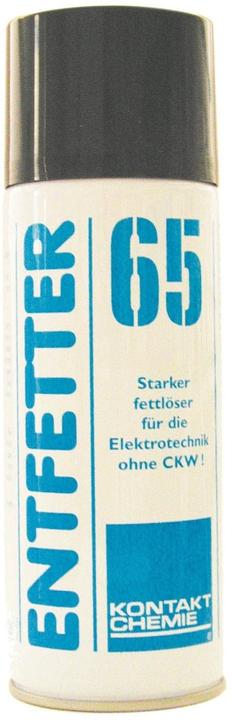 ENTFETTER
65
Starker
fettlöser
für die
Elektrotechnik
ohne CKW!
KONTAKT
CHEMIE
®